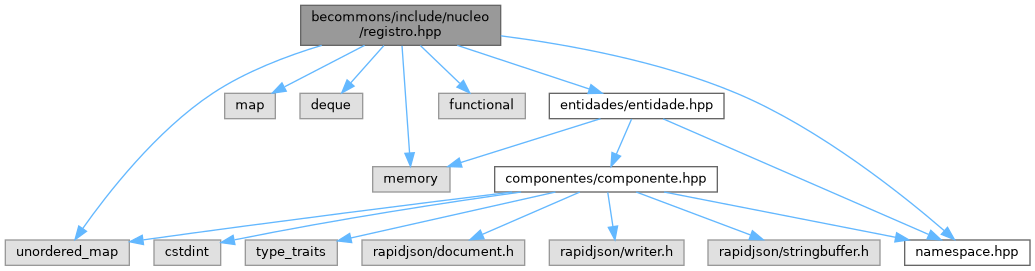 becommons/include/nucleo
/registro.hpp
map
deque
functional
entidades/entidade.hpp
memory
componentes/componente.hpp
unordered_map
cstdint
type_traits
rapidjson/document.h
rapidjson/writer.h
rapidjson/stringbuffer.h
namespace.hpp